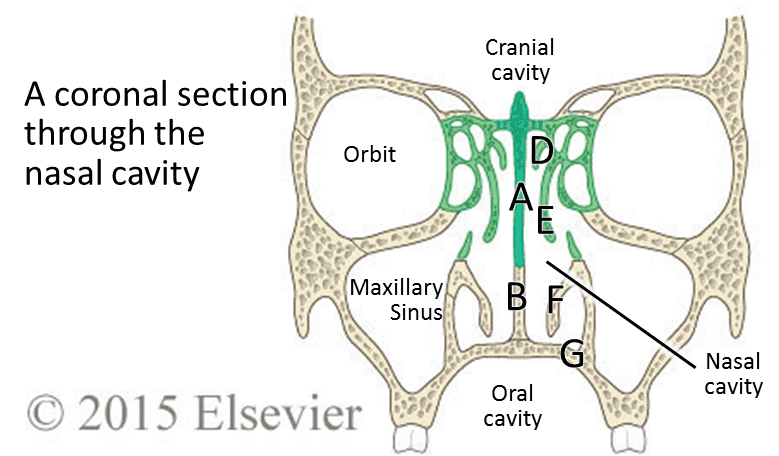 A coronal section
through the
nasal cavity
Cranial
cavity
Orbit
D
A
E
Maxillary
Sinus
B
F
G
Nasal
cavity
Oral
cavity
© 2015 Elsevier